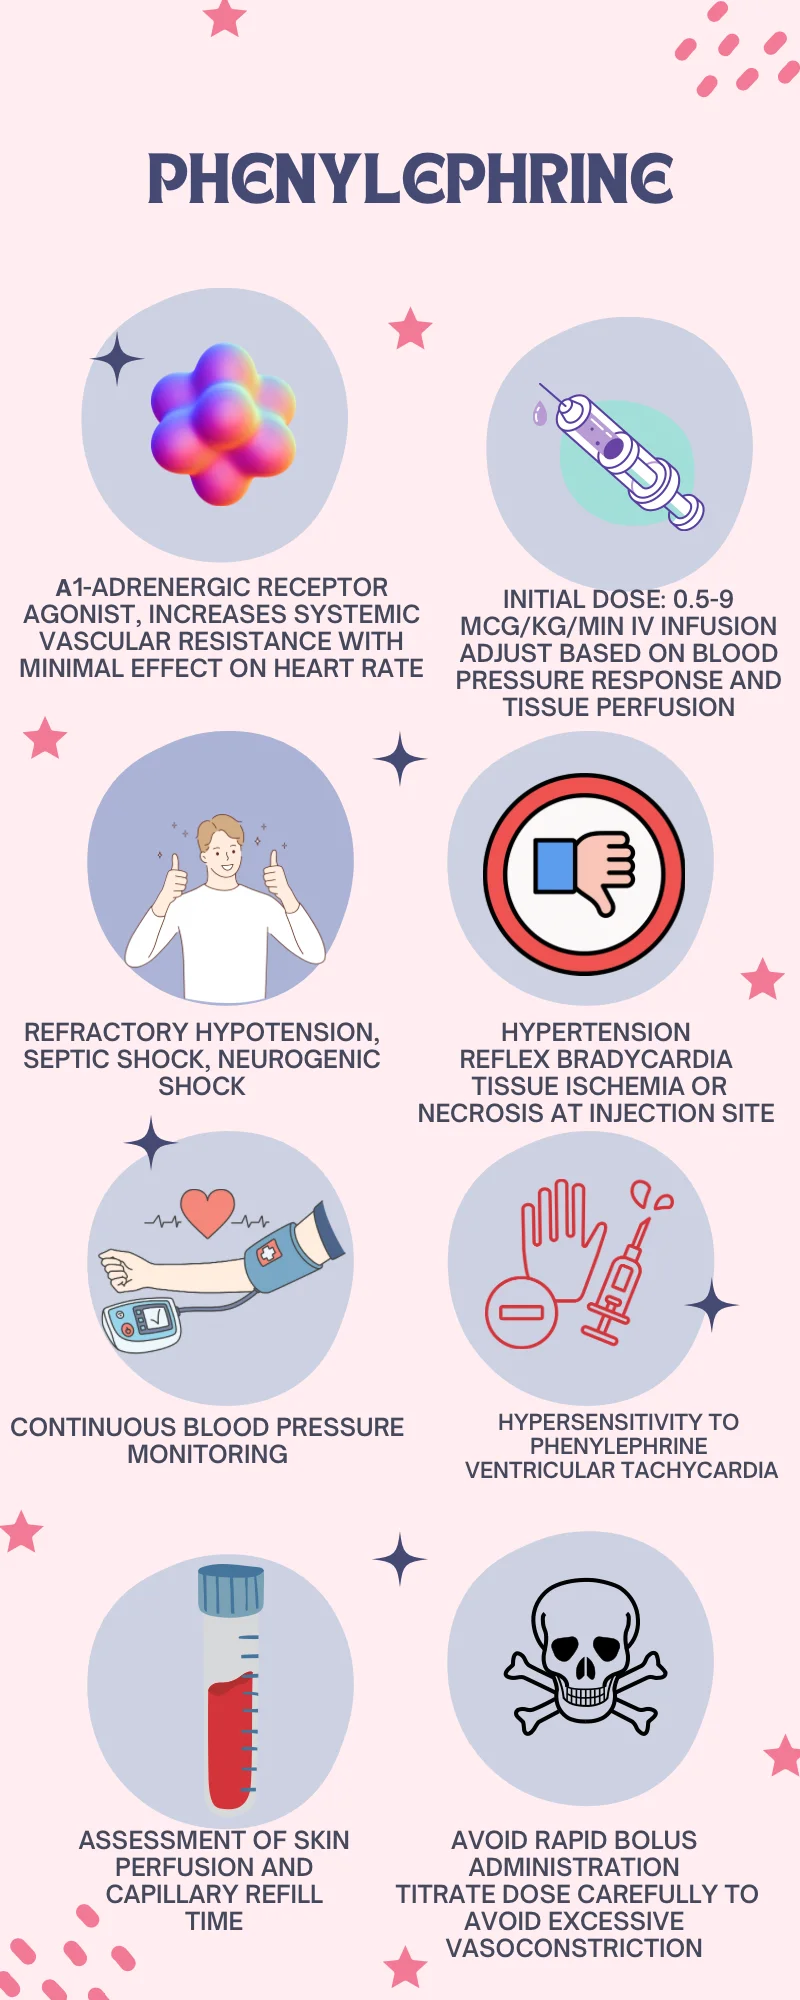 PHENYLEPHRINE
Α1-ADRENERGIC RECEPTOR
AGONIST, INCREASES SYSTEMIC
VASCULAR RESISTANCE WITH
MINIMAL EFFECT ON HEART RATE
INITIAL DOSE: 0.5-9
MCG/KG/MIN IV INFUSION
ADJUST BASED ON BLOOD
PRESSURE RESPONSE AND
TISSUE PERFUSION
REFRACTORY HYPOTENSION,
SEPTIC SHOCK, NEUROGENIC
SHOCK
HYPERTENSION
REFLEX BRADYCARDIA
TISSUE ISCHEMIA OR
NECROSIS AT INJECTION SITE
CONTINUOUS BLOOD PRESSURE
MONITORING
HYPERSENSITIVITY TO
PHENYLEPHRINE
VENTRICULAR TACHYCARDIA
ASSESSMENT OF SKIN
PERFUSION AND
CAPILLARY REFILL
TIME
AVOID RAPID BOLUS
ADMINISTRATION
TITRATE DOSE CAREFULLY TO
AVOID EXCESSIVE
VASOCONSTRICTION